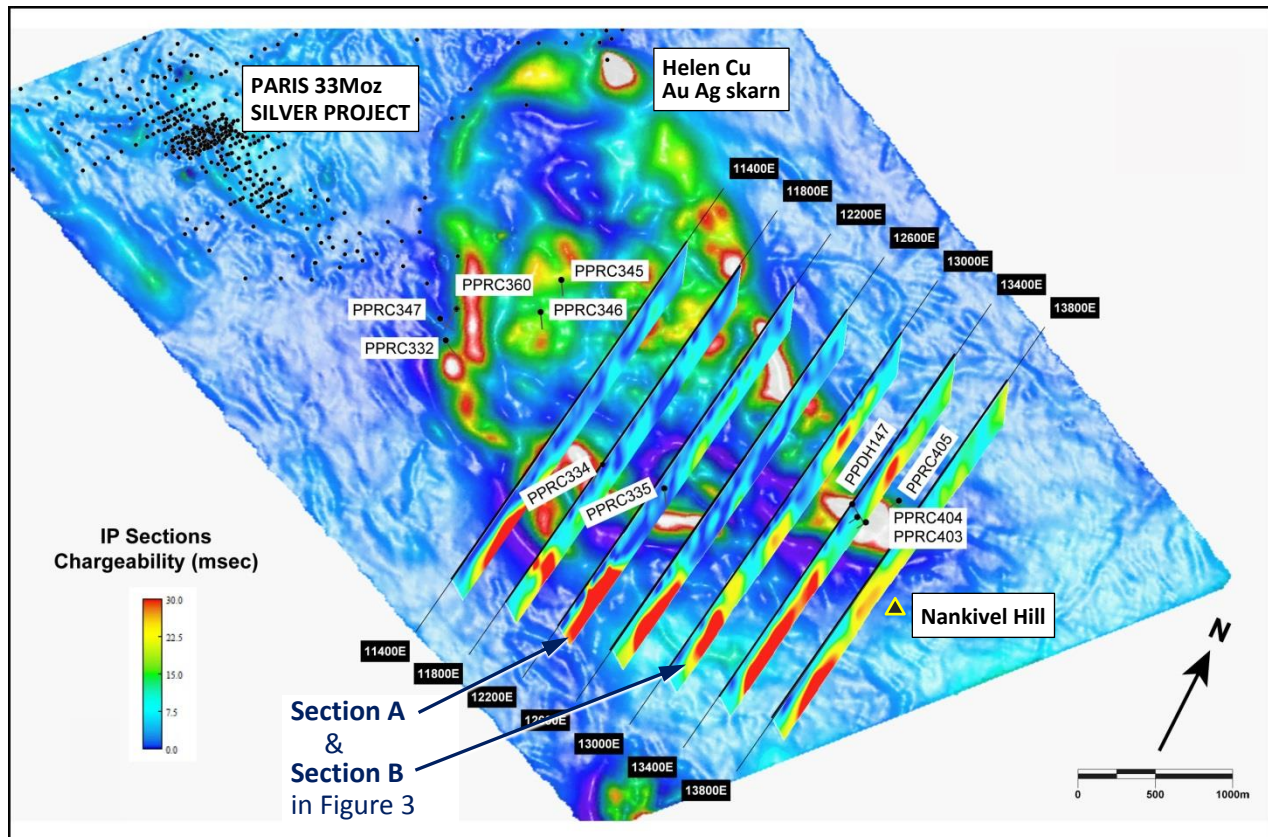 PARIS 33Moz
SILVER PROJECT
Helen Cu
Au Ag skarn
11400E
11800E
12200E
12600E
13000E
13400E
13800E
PPRC345
PPRC360
PPRC347
PPRC346
PPRC332
PPDH147
PPRC405
PPRC334
PPRC335
PPRC404
PPRC403
IP Sections
Chargeability (msec)
30.0
22.5
15.0
7.5
0.0
Nankivel Hill
N
11400E
11800E
12200E
12600E
13000E
13400E
13800E
Section A
&
Section B
in Figure 3
0 500 1000m